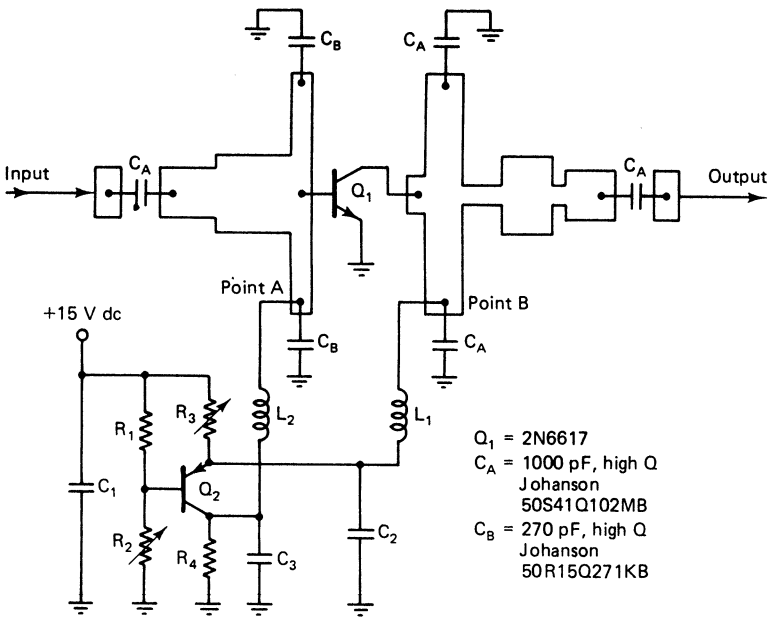 C_B
C_A
Input
C_A
Q_1
C_A
Output
Point A
Point B
+15 V dc
C_B
C_A
R_1
R_3
L_2
L_1
C_1
Q_2
R_2
R_4
C_3
C_2
Q_1 = 2N6617
C_A = 1000 pF, high Q
Johanson
50S41Q102MB
C_B = 270 pF, high Q
Johanson
50R15Q271KB